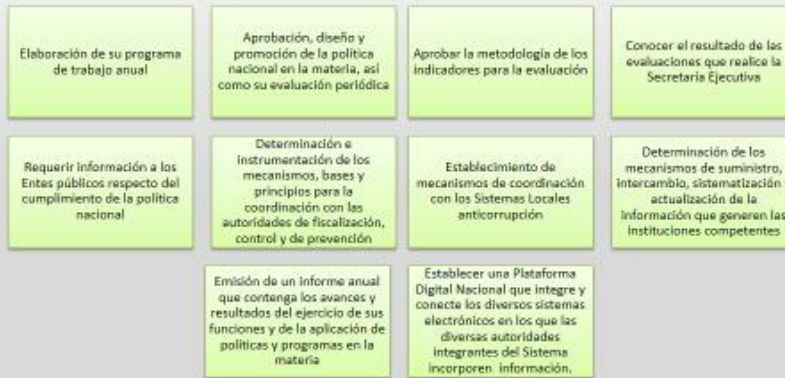 Elaboración de su programa
de trabajo anual
Aprobación, diseño y
promoción de la política
nacional en la materia, así
como su evaluación periódica
Aprobar la metodología de los
indicadores para la evaluación
Conocer el resultado de las
evaluaciones que realice la
Secretaría Ejecutiva
Requerir información a los
Entes públicos respecto del
cumplimiento de la política
nacional
Determinación e
instrumentación de los
mecanismos, bases y
principios para la
coordinación con las
autoridades de fiscalización,
control y de prevención
Establecimiento de
mecanismos de coordinación
con los Sistemas Locales
anticorrupción
Determinación de los
mecanismos de suministro,
intercambio, sistematización
actualización de la
información que generen las
instituciones competentes
Emisión de un informe anual
que contenga los avances y
resultados del ejercicio de sus
funciones y de la aplicación de
políticas y programas en la
materia
Establecer una Plataforma
Digital Nacional que integre y
conecte los diversos sistemas
electrónicos en los que las
diversas autoridades
integrantes del Sistema
incorporen información.